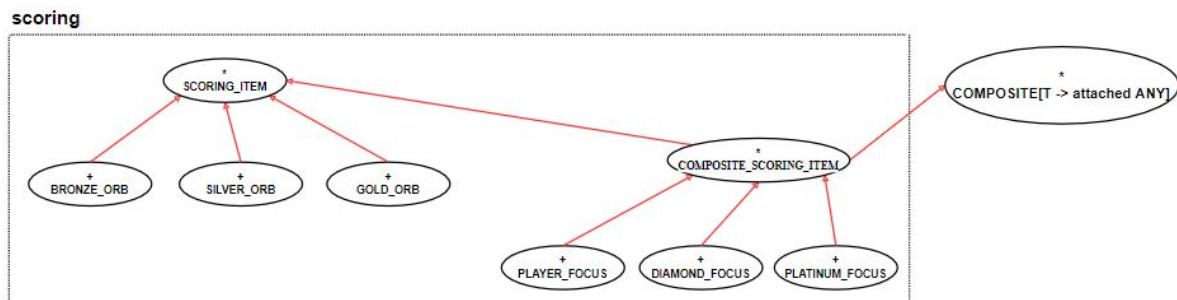 scoring
*
SCORING_ITEM
*
COMPOSITE[T -> attached ANY]
*
COMPOSITE_SCORING_ITEM
+
BRONZE_ORB
+
SILVER_ORB
+
GOLD_ORB
+
PLAYER_FOCUS
+
DIAMOND_FOCUS
+
PLATINUM_FOCUS